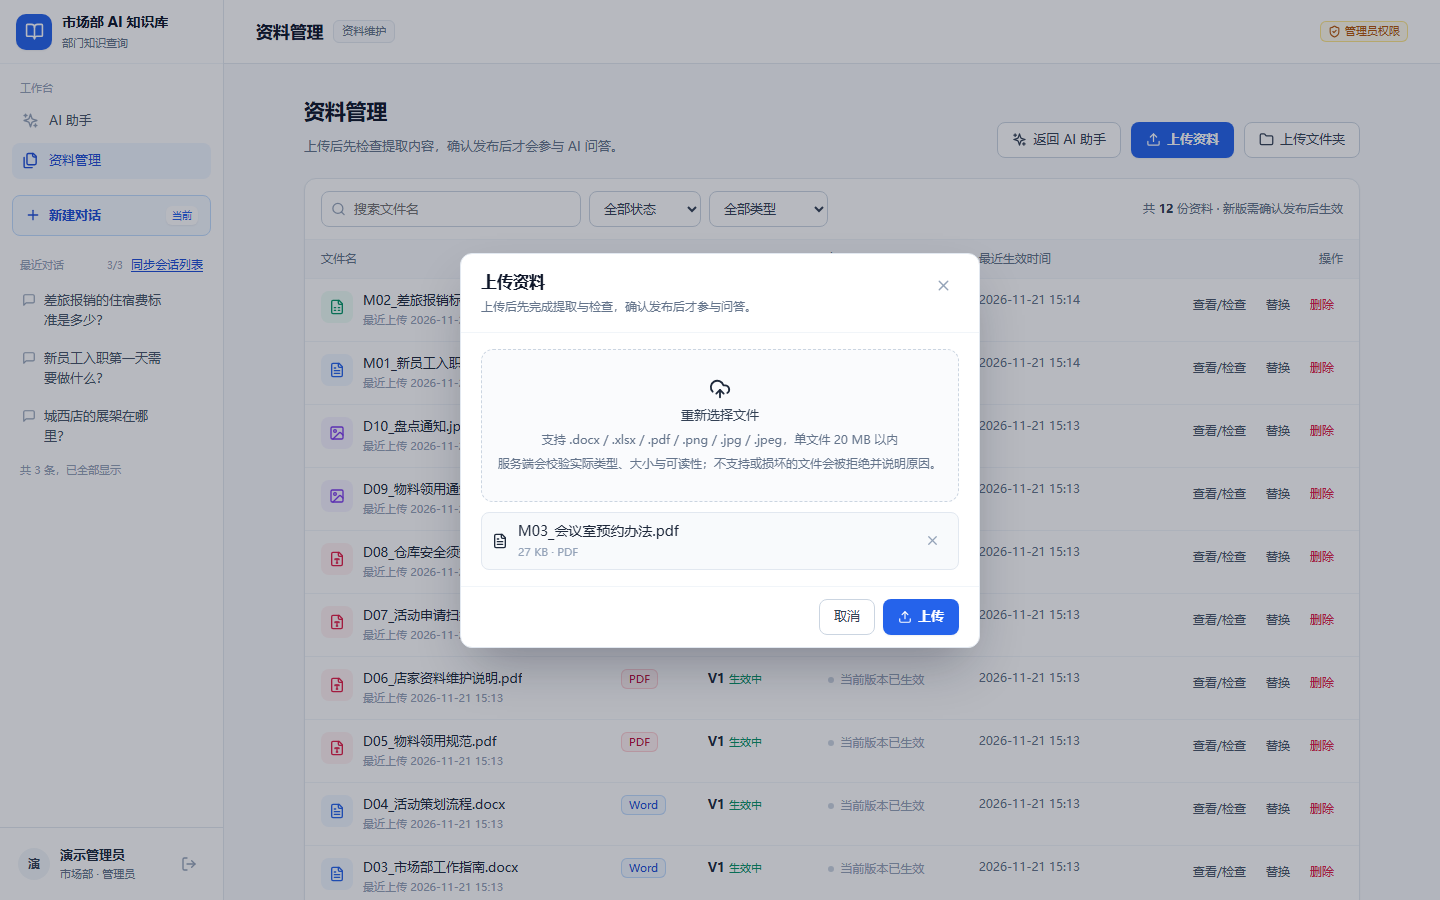 市场部 AI 知识库
部门知识查询
工作台
AI 助手
资料管理
新建对话 当前
最近对话 3/3 同步会话列表
差旅报销的住宿费标
准是多少？
新员工入职第一天需
要做什么？
城西店的展架在哪
里？
共 3 条，已全部显示
演 演示管理员
市场部 · 管理员
资料管理 资料维护
管理员权限
资料管理
上传后先检查提取内容，确认发布后才会参与 AI 问答。
返回 AI 助手 上传资料 上传文件夹
搜索文件名 全部状态 全部类型 共 12 份资料 · 新版需确认发布后生效
文件名 最近生效时间 操作
M02_差旅报销标 2026-11-21 15:14 查看/检查 替换 删除
最近上传 2026-11-
M01_新员工入职 2026-11-21 15:14 查看/检查 替换 删除
最近上传 2026-11-
D10_盘点通知.jp 2026-11-21 15:13 查看/检查 替换 删除
最近上传 2026-11-
D09_物料领用通 2026-11-21 15:13 查看/检查 替换 删除
最近上传 2026-11-
D08_仓库安全须 2026-11-21 15:13 查看/检查 替换 删除
最近上传 2026-11-
D07_活动申请扫 2026-11-21 15:13 查看/检查 替换 删除
最近上传 2026-11-
D06_店家资料维护说明.pdf PDF V1 生效中 当前版本已生效 2026-11-21 15:13 查看/检查 替换 删除
最近上传 2026-11-21 15:13
D05_物料领用规范.pdf PDF V1 生效中 当前版本已生效 2026-11-21 15:13 查看/检查 替换 删除
最近上传 2026-11-21 15:13
D04_活动策划流程.docx Word V1 生效中 当前版本已生效 2026-11-21 15:13 查看/检查 替换 删除
最近上传 2026-11-21 15:13
D03_市场部工作指南.docx Word V1 生效中 当前版本已生效 2026-11-21 15:13 查看/检查 替换 删除
最近上传 2026-11-21 15:13
上传资料
上传后先完成提取与检查，确认发布后才参与问答。
重新选择文件
支持 .docx / .xlsx / .pdf / .png / .jpg / .jpeg，单文件 20 MB 以内
服务端会校验实际类型、大小与可读性；不支持或损坏的文件会被拒绝并说明原因。
M03_会议室预约办法.pdf
27 KB · PDF
取消 上传